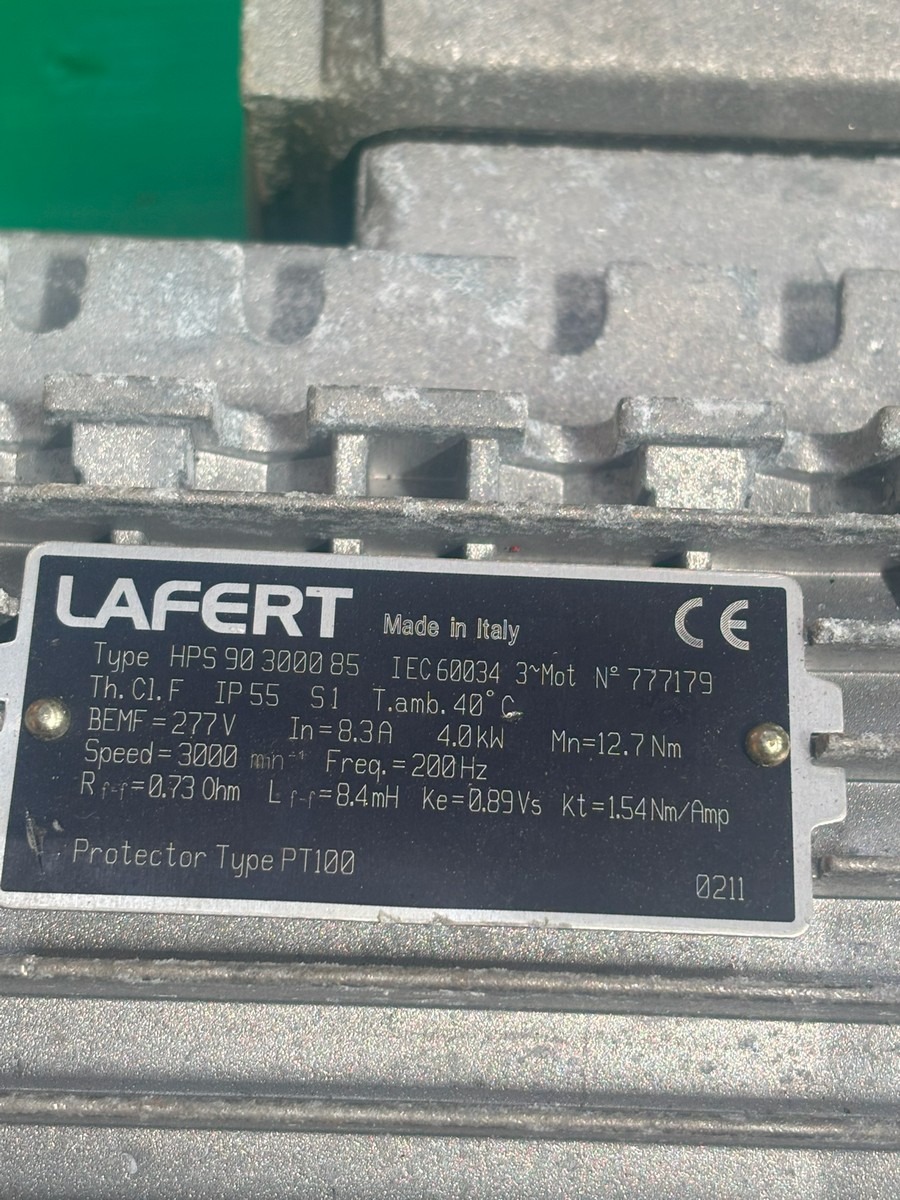 LAFERT Made in Italy CE
Type HPS 90 3000 85 IEC 60034 3~Mot Nº 777179
Th. Cl. F IP 55 S1 T.amb. 40°C
BEMF = 277 V In = 8.3 A 4.0 kW Mn = 12.7 Nm
Speed = 3000 min⁻¹ Freq. = 200 Hz
R f-f = 0.73 Ohm L f-f = 8.4 mH Ke = 0.89 Vs Kt = 1.54 Nm/Amp
Protector Type PT100
0211